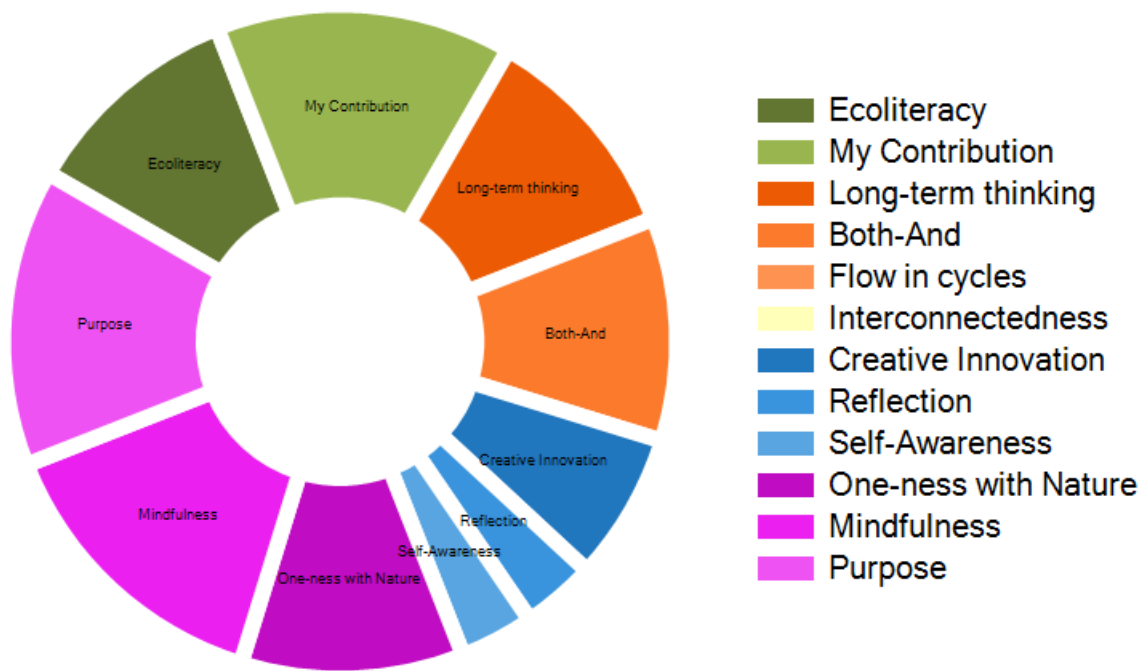 My Contribution
Ecoliteracy
Long-term thinking
Purpose
Both-And
Creative Innovation
Mindfulness
Reflection
Self-Awareness
One-ness with Nature
Ecoliteracy
My Contribution
Long-term thinking
Both-And
Flow in cycles
Interconnectedness
Creative Innovation
Reflection
Self-Awareness
One-ness with Nature
Mindfulness
Purpose